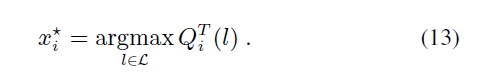 x_i^⋆ = argmax_{l∈ℒ} Q_i^T(l) . (13)